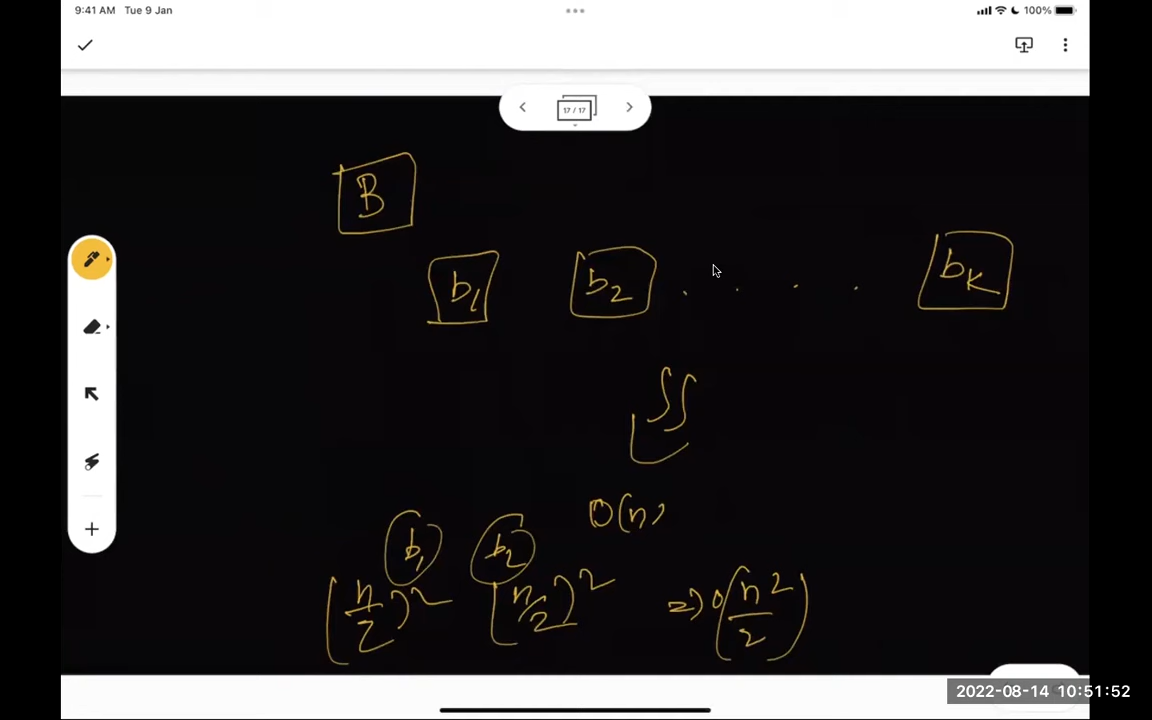 9:41 AM Tue 9 Jan
100%
17 / 17
B
b₁ b₂ . . . . bₖ
∫∫
O(n)
b₁ b₂
(n/2)² (n/2)² => O(n²/2)
2022-08-14 10:51:52